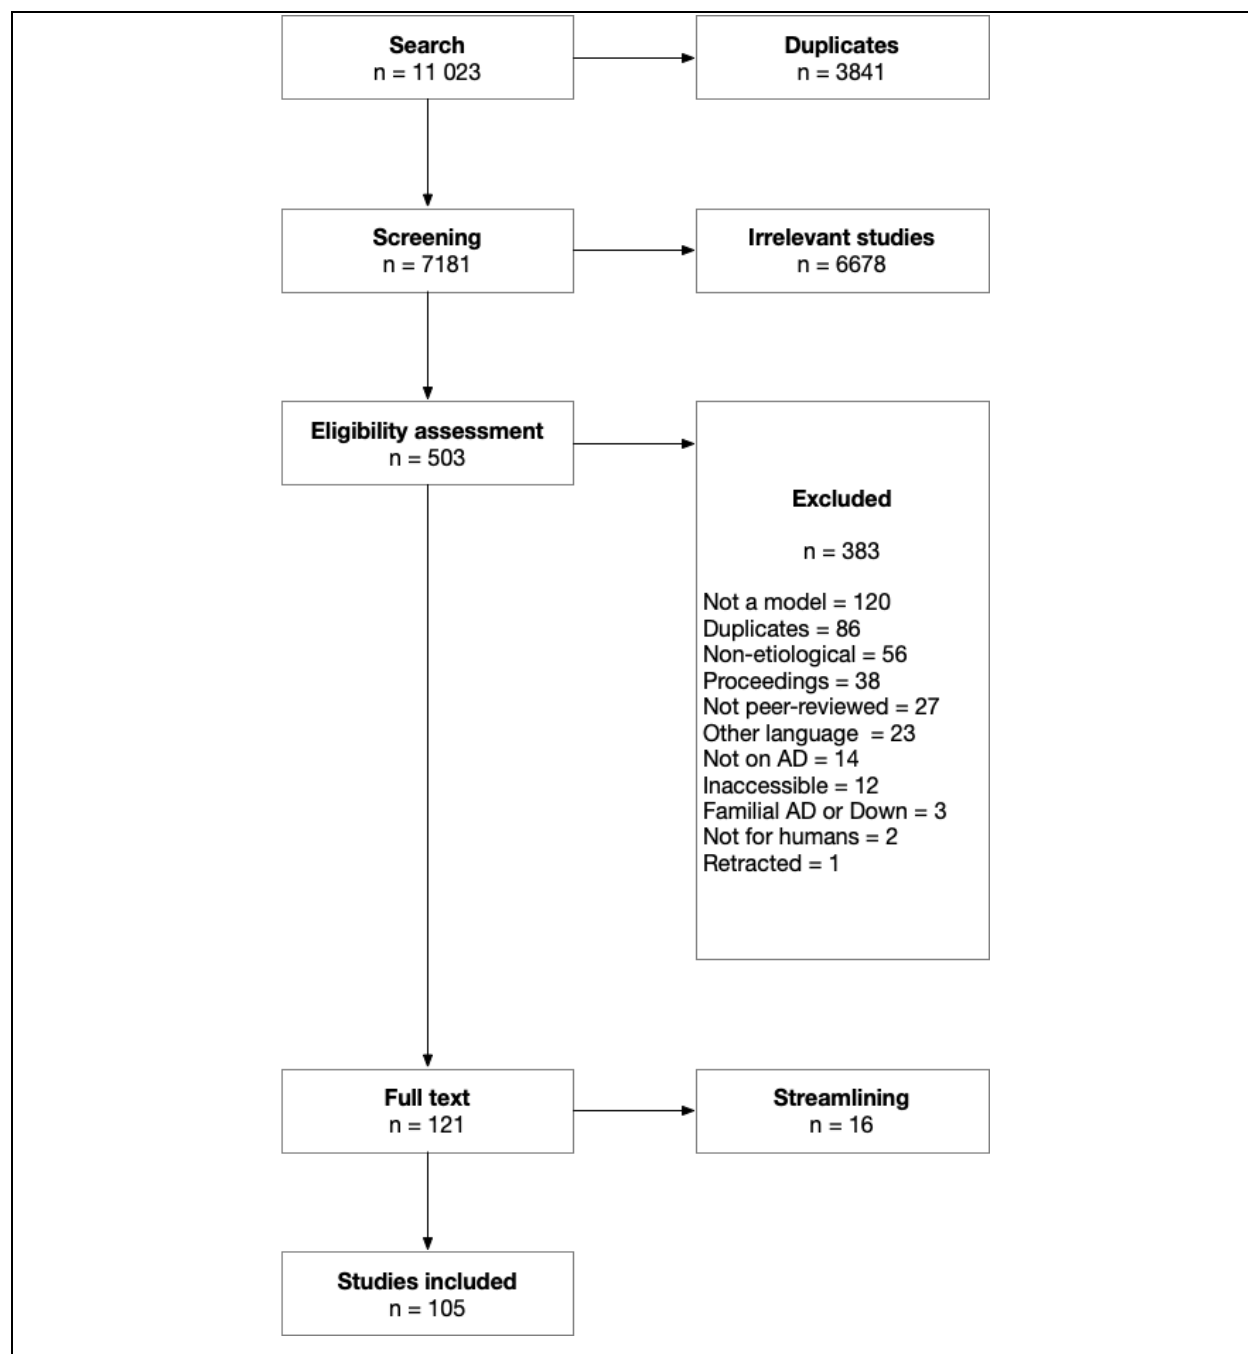 Search
n = 11 023
Duplicates
n = 3841
Screening
n = 7181
Irrelevant studies
n = 6678
Eligibility assessment
n = 503
Excluded
n = 383
Not a model = 120
Duplicates = 86
Non-etiological = 56
Proceedings = 38
Not peer-reviewed = 27
Other language = 23
Not on AD = 14
Inaccessible = 12
Familial AD or Down = 3
Not for humans = 2
Retracted = 1
Full text
n = 121
Streamlining
n = 16
Studies included
n = 105